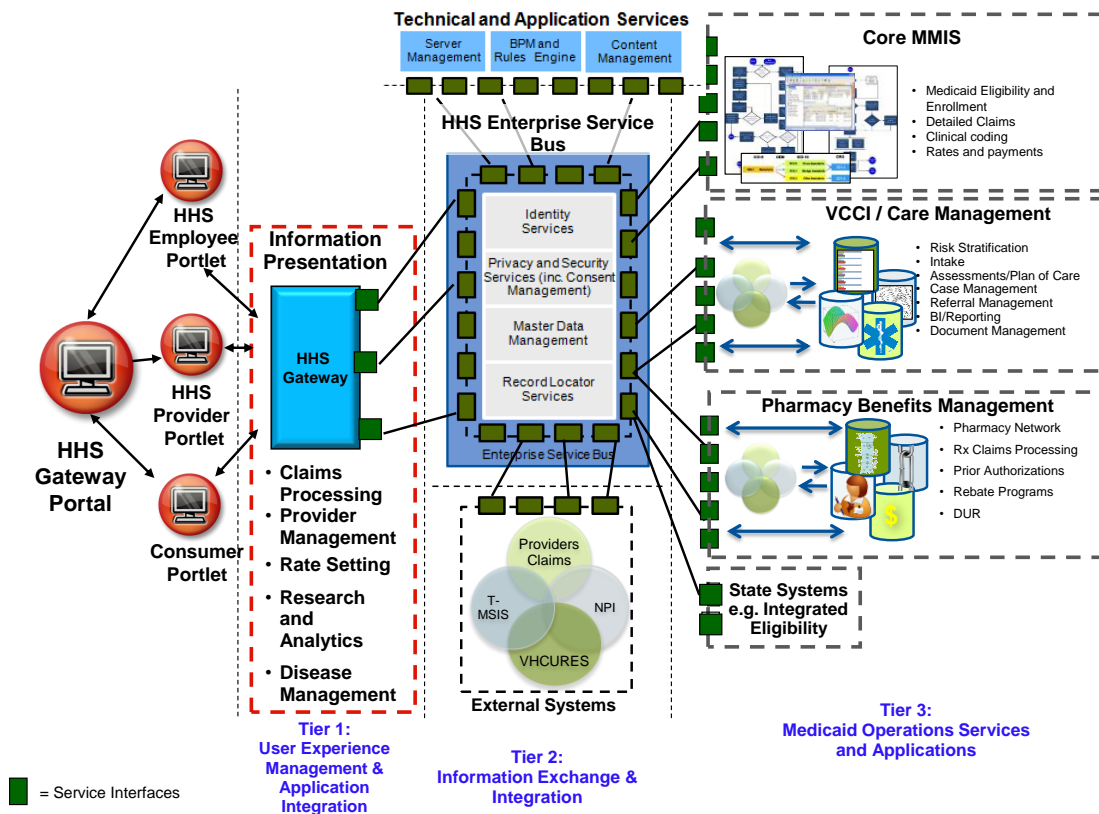 Technical and Application Services
Server
Management
BPM and
Rules Engine
Content
Management
HHS Enterprise Service
Bus
Identity
Services
Privacy and Security
Services (inc. Consent
Management)
Master Data
Management
Record Locator
Services
Enterprise Service Bus
HHS
Employee
Portlet
HHS
Provider
Portlet
HHS
Gateway
Portal
Consumer
Portlet
Information
Presentation
HHS
Gateway
• Claims
Processing
• Provider
Management
• Rate Setting
• Research
and
Analytics
• Disease
Management
Providers
Claims
T-
MSIS
NPI
VHCURES
External Systems
Core MMIS
• Medicaid Eligibility and
Enrollment
• Detailed Claims
• Clinical coding
• Rates and payments
VCCI / Care Management
• Risk Stratification
• Intake
• Assessments/Plan of Care
• Case Management
• Referral Management
• BI/Reporting
• Document Management
Pharmacy Benefits Management
• Pharmacy Network
• Rx Claims Processing
• Prior Authorizations
• Rebate Programs
• DUR
$
State Systems
e.g. Integrated
Eligibility
Tier 1:
User Experience
Management &
Application
Integration
Tier 2:
Information Exchange &
Integration
Tier 3:
Medicaid Operations Services
and Applications
= Service Interfaces